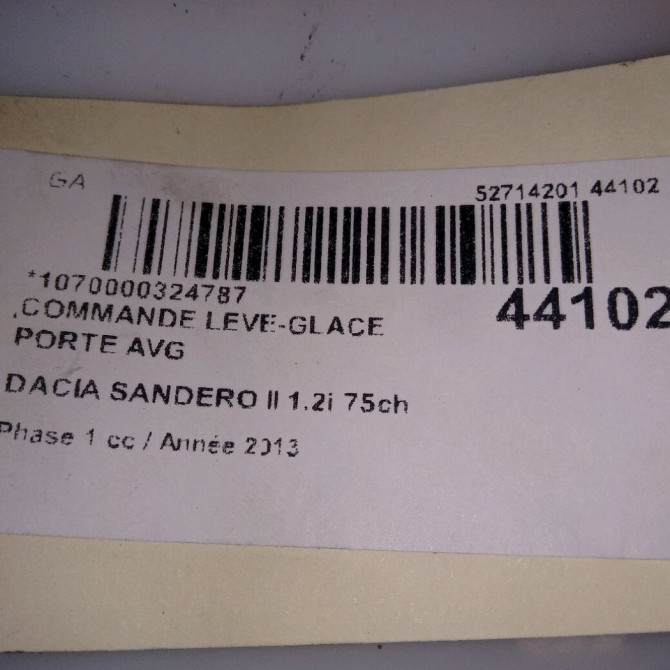 GA
52714201 44102
*1070000324787
44102
COMMANDE LEVE-GLACE
PORTE AVG
DACIA SANDERO II 1.2i 75ch
Phase 1 cc / Année 2013